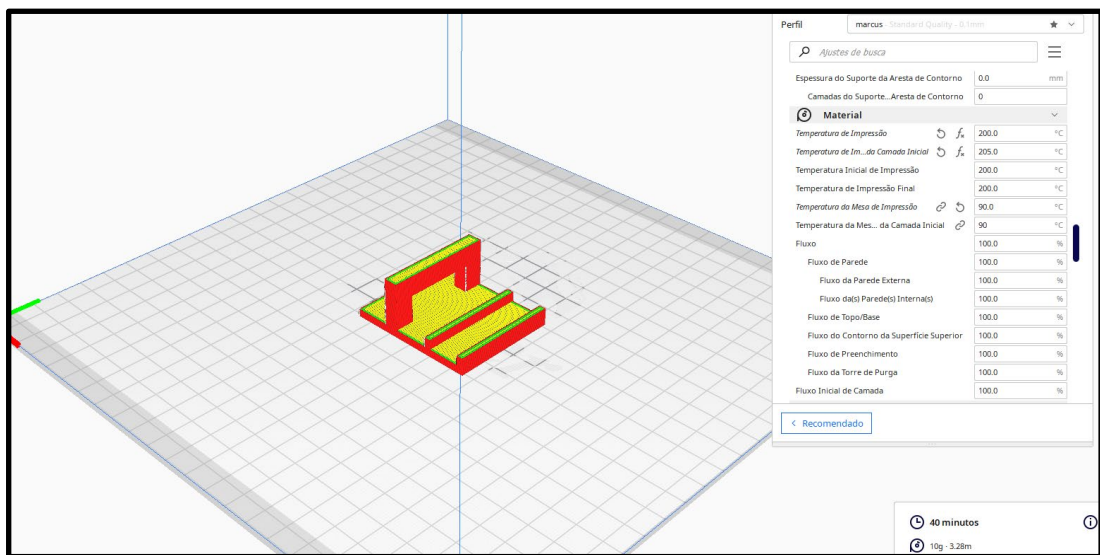 Perfil
marcus - Standard Quality - 0.1mm
Ajustes de busca
Espessura do Suporte da Aresta de Contorno 0.0 mm
Camadas do Suporte...Aresta de Contorno 0
Material
Temperatura de Impressão 200.0 °C
Temperatura de Im...da Camada Inicial 205.0 °C
Temperatura Inicial de Impressão 200.0 °C
Temperatura de Impressão Final 200.0 °C
Temperatura da Mesa de Impressão 90.0 °C
Temperatura da Mes... da Camada Inicial 90 °C
Fluxo 100.0 %
Fluxo de Parede 100.0 %
Fluxo da Parede Externa 100.0 %
Fluxo da(s) Parede(s) Interna(s) 100.0 %
Fluxo de Topo/Base 100.0 %
Fluxo do Contorno da Superfície Superior 100.0 %
Fluxo de Preenchimento 100.0 %
Fluxo da Torre de Purga 100.0 %
Fluxo Inicial de Camada 100.0 %
< Recomendado
40 minutos
10g · 3.28m